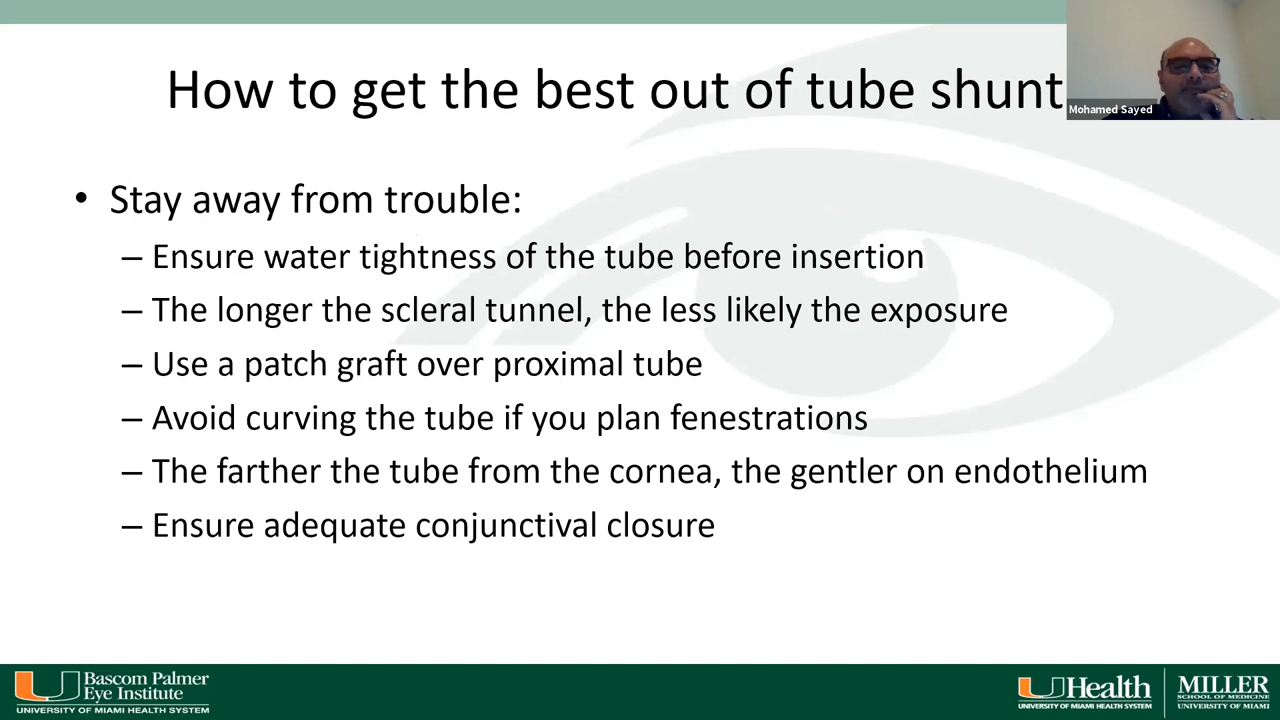 How to get the best out of tube shunt
Mohamed Sayed
• Stay away from trouble:
– Ensure water tightness of the tube before insertion
– The longer the scleral tunnel, the less likely the exposure
– Use a patch graft over proximal tube
– Avoid curving the tube if you plan fenestrations
– The farther the tube from the cornea, the gentler on endothelium
– Ensure adequate conjunctival closure
Bascom Palmer
Eye Institute
UNIVERSITY OF MIAMI HEALTH SYSTEM
UHealth
UNIVERSITY OF MIAMI HEALTH SYSTEM
MILLER
SCHOOL OF MEDICINE
UNIVERSITY OF MIAMI